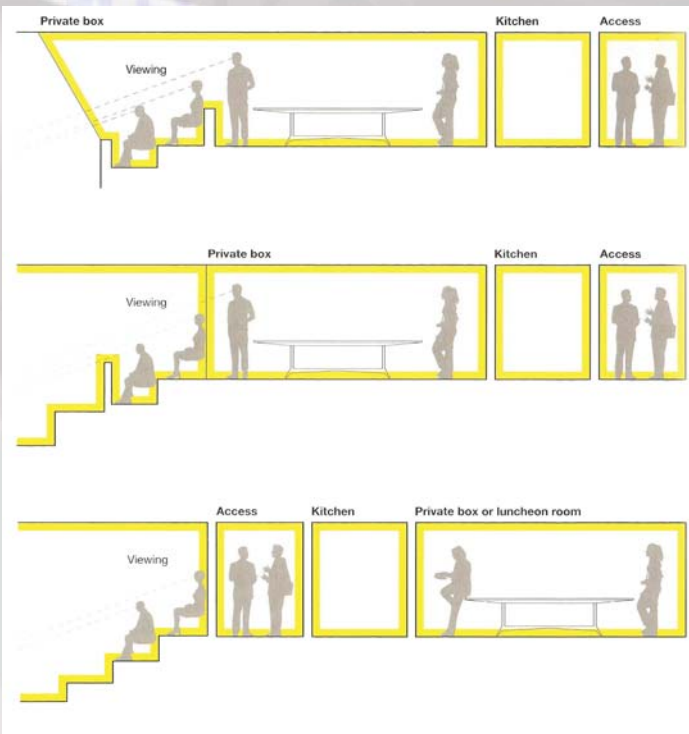 Private box Kitchen Access
Viewing
Private box Kitchen Access
Viewing
Access Kitchen Private box or luncheon room
Viewing